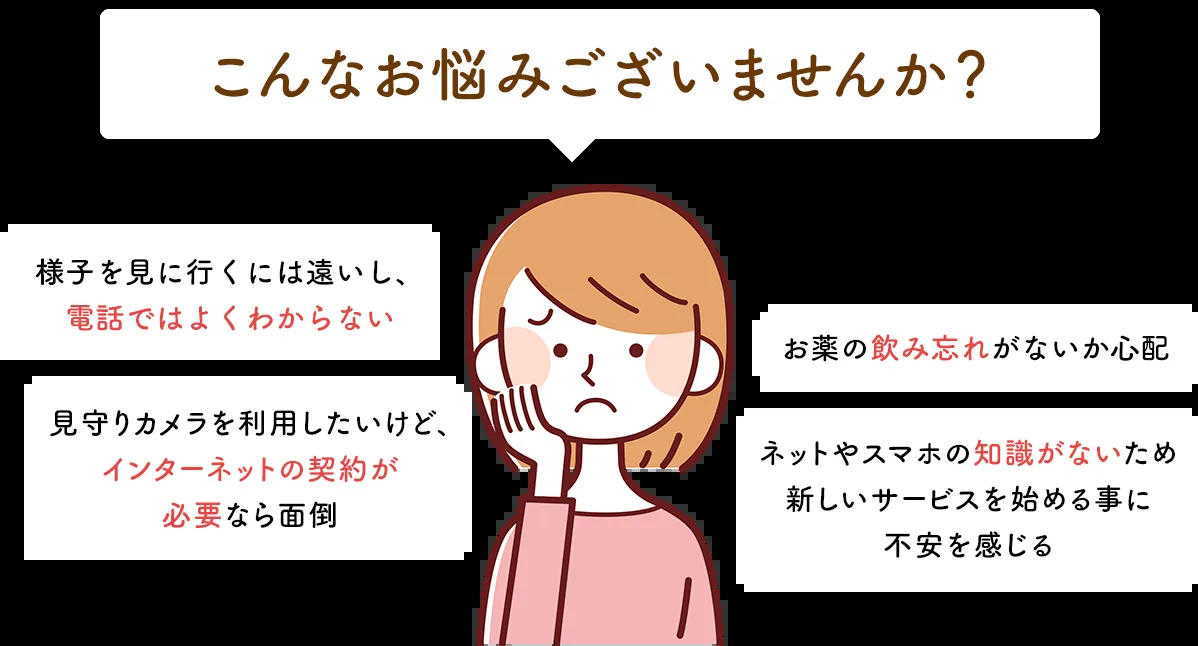 こんなお悩みございませんか？
様子を見に行くには遠いし、
電話ではよくわからない
見守りカメラを利用したいけど、
インターネットの契約が
必要なら面倒
お薬の飲み忘れがないか心配
ネットやスマホの知識がないため
新しいサービスを始める事に
不安を感じる